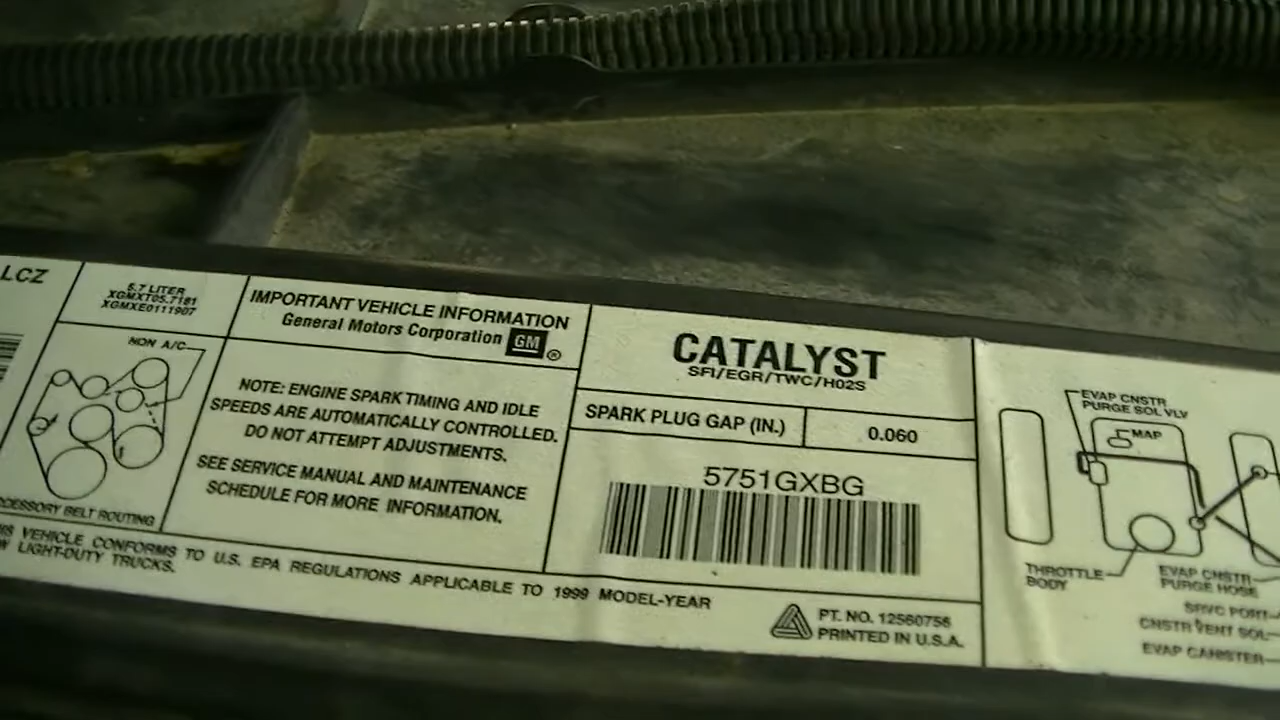 LCZ
5.7 LITER
XGMXT05.7181
XGMXE0111907
NON A/C
ACCESSORY BELT ROUTING
IMPORTANT VEHICLE INFORMATION
General Motors Corporation GM ®
NOTE: ENGINE SPARK TIMING AND IDLE
SPEEDS ARE AUTOMATICALLY CONTROLLED.
DO NOT ATTEMPT ADJUSTMENTS.
SEE SERVICE MANUAL AND MAINTENANCE
SCHEDULE FOR MORE INFORMATION.
CATALYST
SFI/EGR/TWC/HO2S
SPARK PLUG GAP (IN.) 0.060
5751GXBG
VEHICLE CONFORMS TO U.S. EPA REGULATIONS APPLICABLE TO 1999 MODEL-YEAR
LIGHT-DUTY TRUCKS.
PT. NO. 12560756
PRINTED IN U.S.A.
EVAP CNSTR
PURGE SOL VLV
MAP
THROTTLE
BODY
EVAP CNSTR
PURGE HOSE
SRVC PORT
CNSTR VENT SOL
EVAP CANISTER